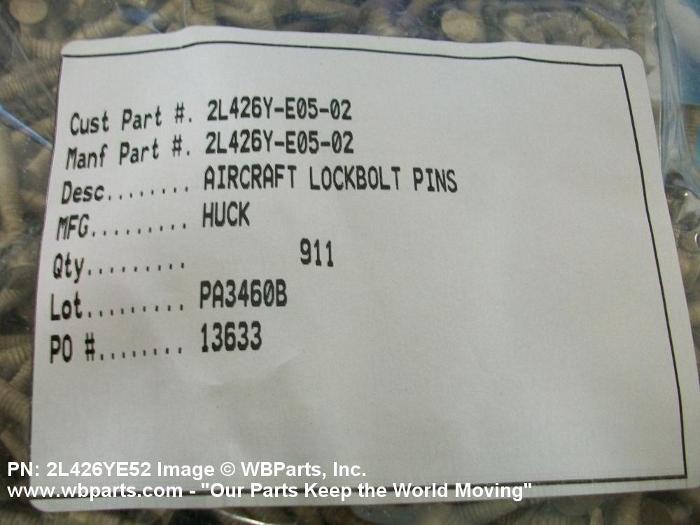 Cust Part #. 2L426Y-E05-02
Manf Part #. 2L426Y-E05-02
Desc........ AIRCRAFT LOCKBOLT PINS
MFG......... HUCK
Qty......... 911
Lot......... PA3460B
PO #........ 13633
PN: 2L426YE52 Image © WBParts, Inc.
www.wbparts.com - "Our Parts Keep the World Moving"